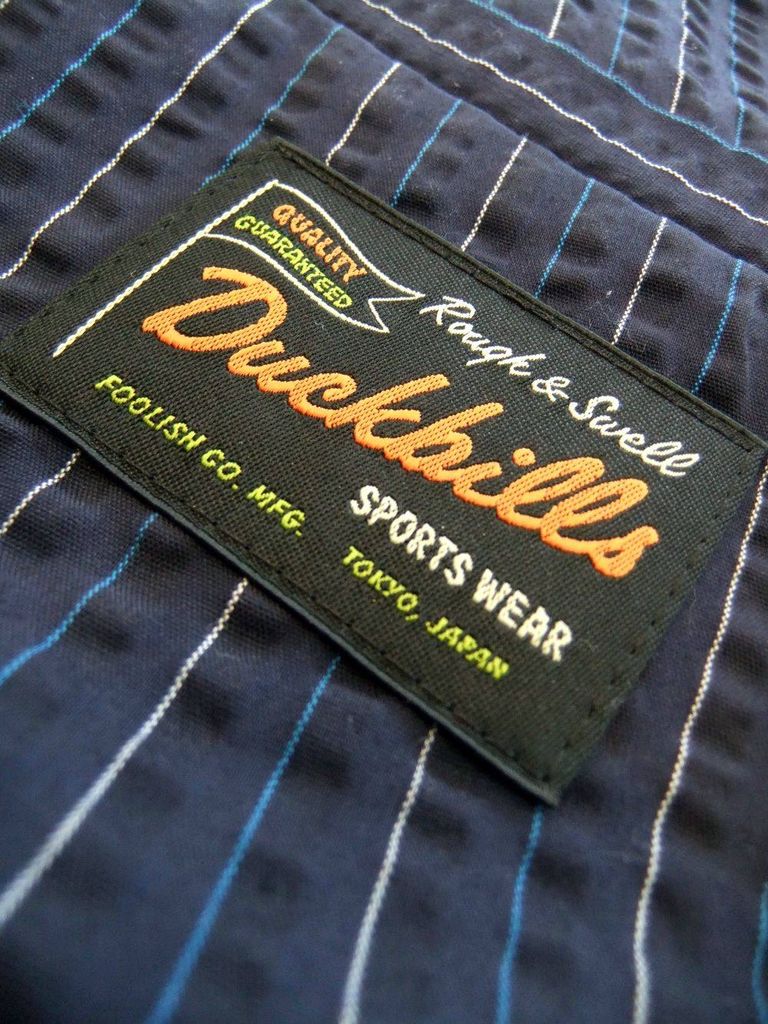 QUALITY
GUARANTEED
Rough & Swell
Duckbills
SPORTS WEAR
FOOLISH CO. MFG. TOKYO, JAPAN